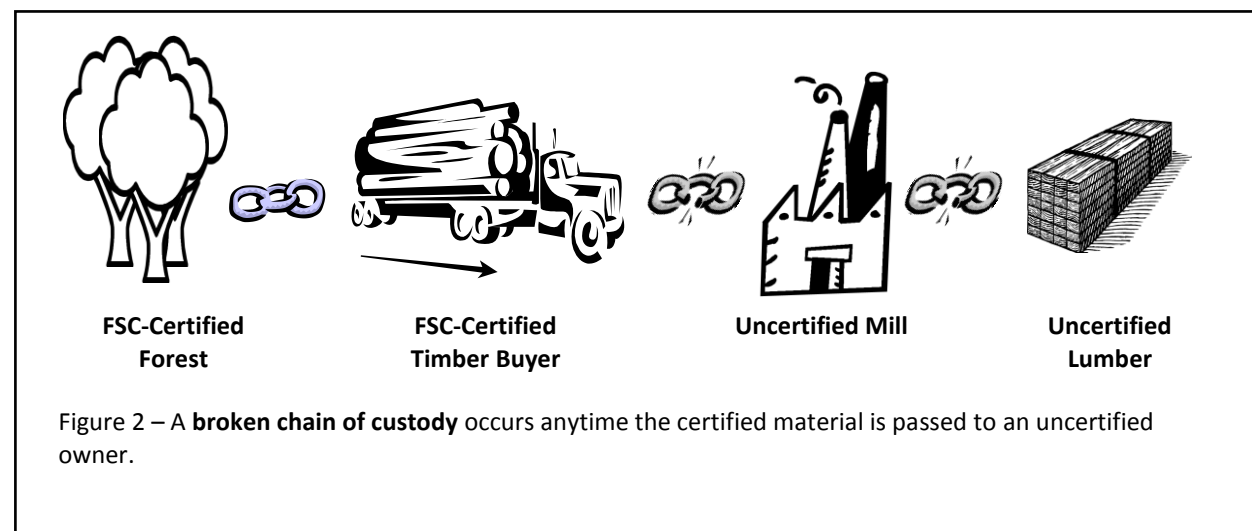 FSC-Certified Forest
FSC-Certified Timber Buyer
Uncertified Mill
Uncertified Lumber
Figure 2 – A broken chain of custody occurs anytime the certified material is passed to an uncertified
owner.